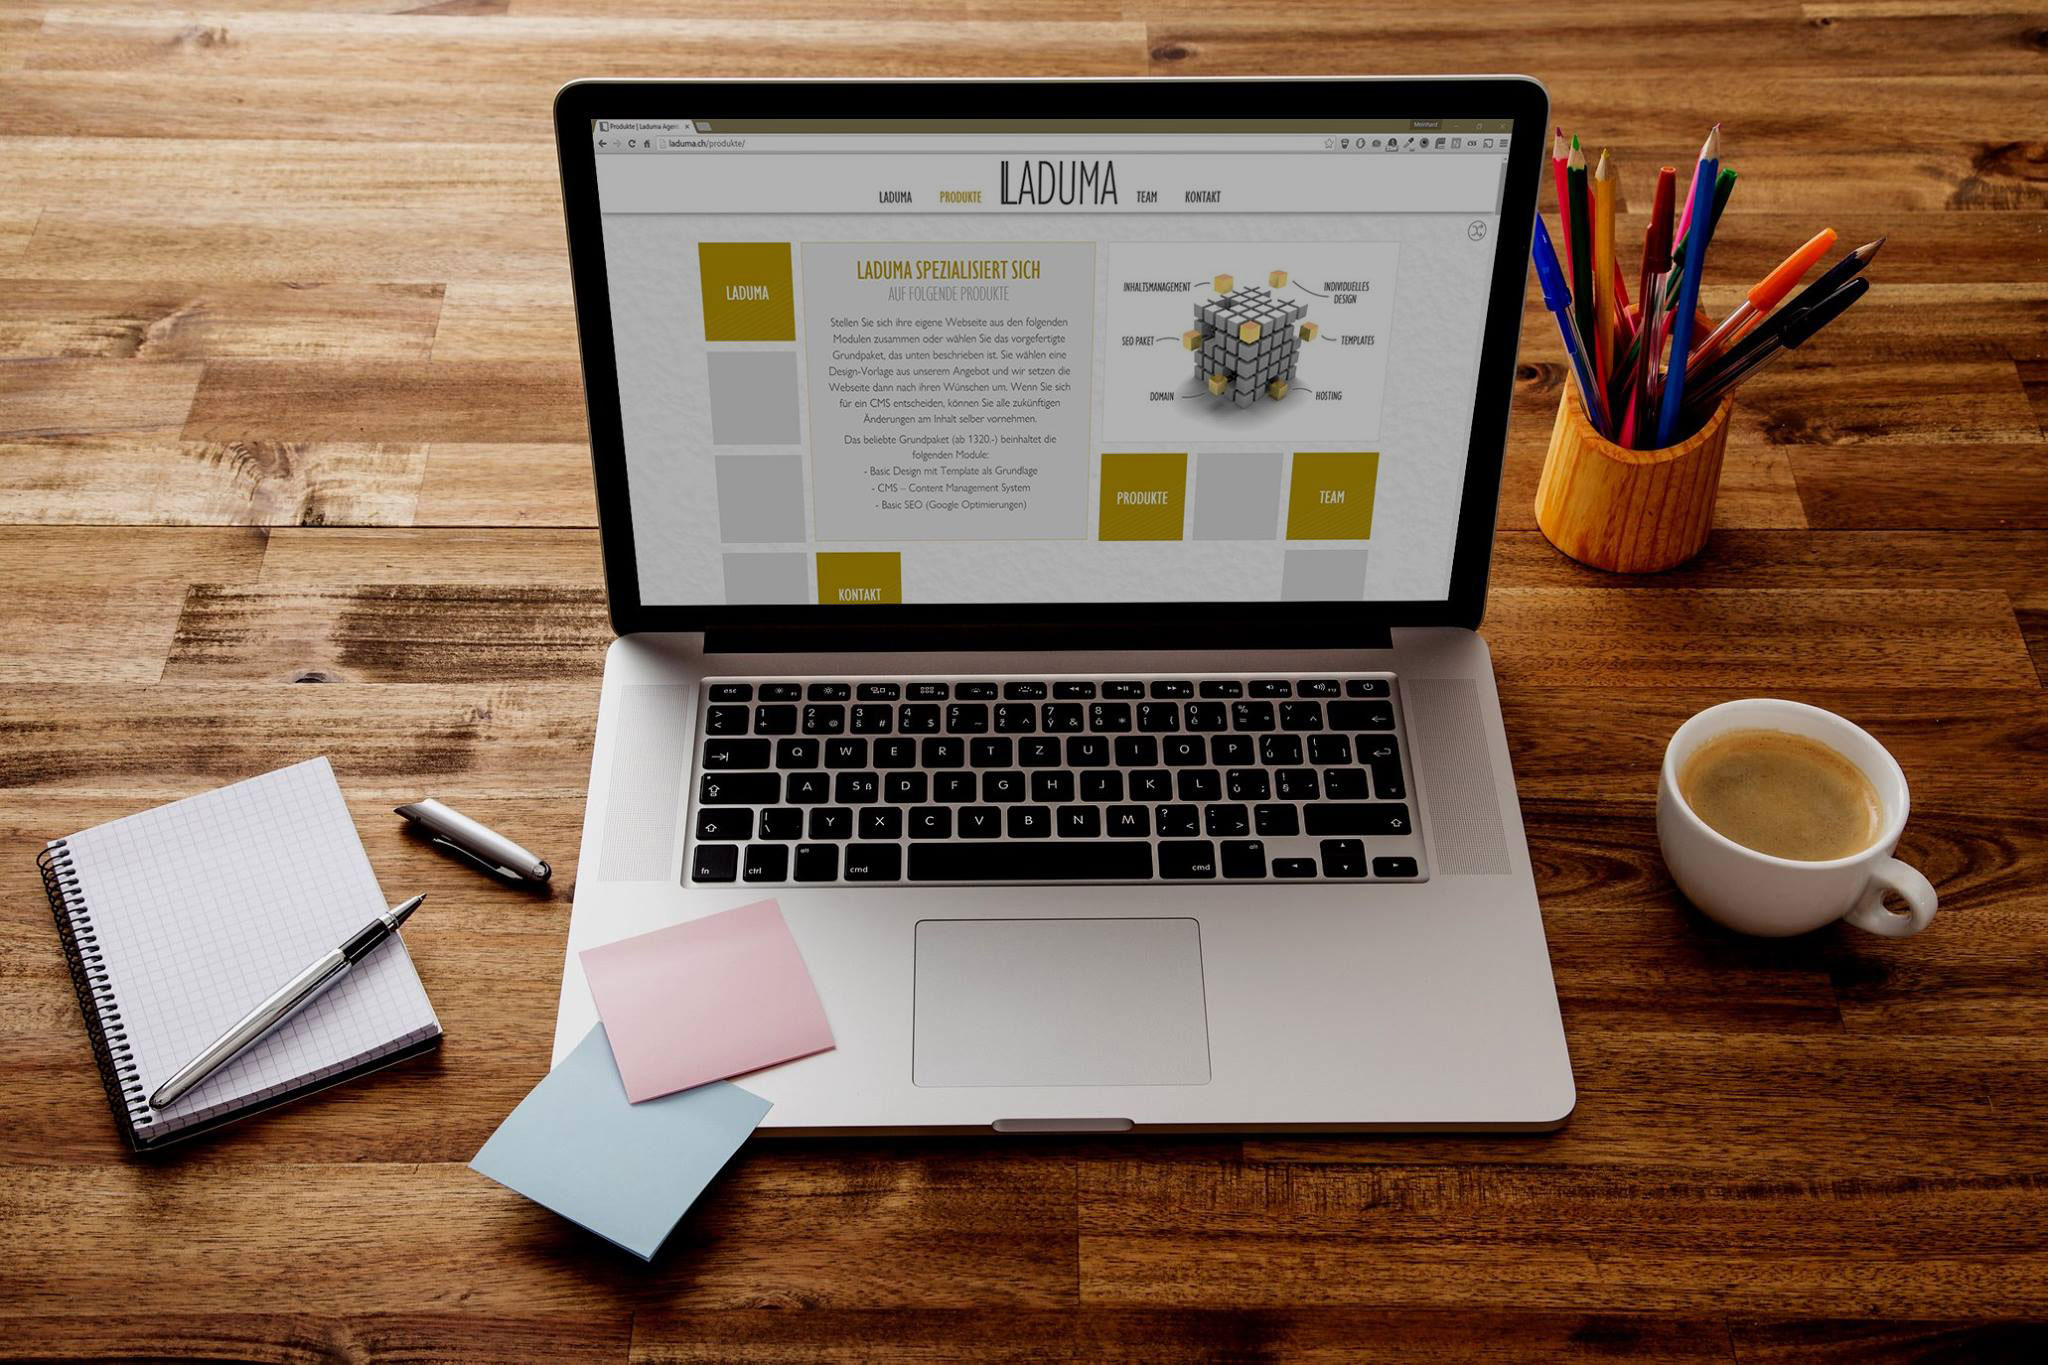 Produkte | Laduma Agen
Meinhard
laduma.ch/produkte/
LADUMA PRODUKTE LADUMA TEAM KONTAKT
LADUMA
LADUMA SPEZIALISIERT SICH
AUF FOLGENDE PRODUKTE
Stellen Sie sich ihre eigene Webseite aus den folgenden
Modulen zusammen oder wählen Sie das vorgefertigte
Grundpaket, das unten beschrieben ist. Sie wählen eine
Design-Vorlage aus unserem Angebot und wir setzen die
Webseite dann nach ihren Wünschen um. Wenn Sie sich
für ein CMS entscheiden, können Sie alle zukünftigen
Änderungen am Inhalt selber vornehmen.
Das beliebte Grundpaket (ab 1320.-) beinhaltet die
folgenden Module:
- Basic Design mit Template als Grundlage
- CMS – Content Management System
- Basic SEO (Google Optimierungen)
INHALTSMANAGEMENT
INDIVIDUELLES
DESIGN
SEO PAKET
TEMPLATES
DOMAIN
HOSTING
PRODUKTE
TEAM
KONTAKT
esc
Q W E R T Z U I O P
A S ß D F G H J K L
Y X C V B N M
fn ctrl alt cmd cmd alt